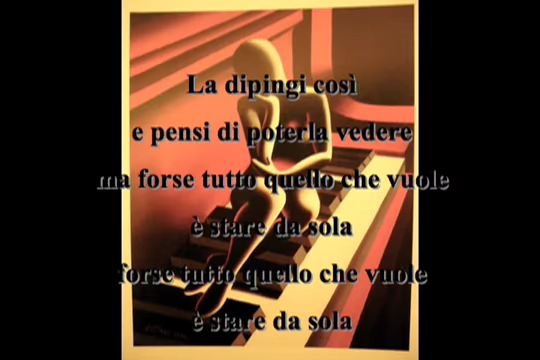 La dipingi così
e pensi di poterla vedere
ma forse tutto quello che vuole
è stare da sola
forse tutto quello che vuole
è stare da sola